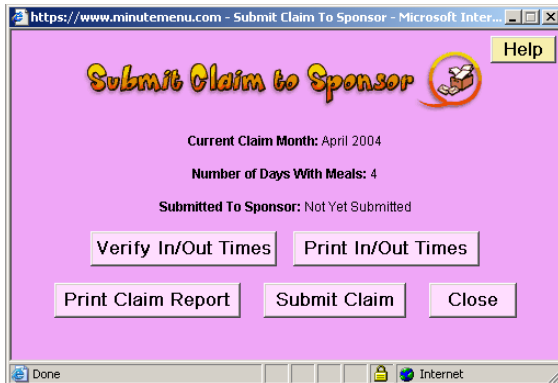 https://www.minutemenu.com - Submit Claim To Sponsor - Microsoft Inter...
Help
Submit Claim to Sponsor
Current Claim Month: April 2004
Number of Days With Meals: 4
Submitted To Sponsor: Not Yet Submitted
Verify In/Out Times Print In/Out Times
Print Claim Report Submit Claim Close
Done Internet